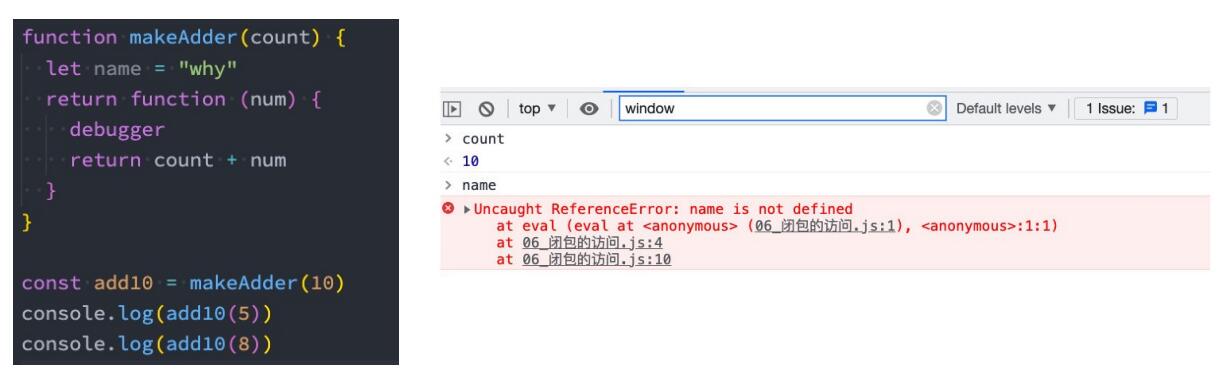 function makeAdder(count) {
let name = "why"
return function (num) {
debugger
return count + num
}
}
const add10 = makeAdder(10)
console.log(add10(5))
console.log(add10(8))
top ▼ window Default levels ▼ 1 Issue: 1
> count
<· 10
> name
▶Uncaught ReferenceError: name is not defined
at eval (eval at <anonymous> (06_闭包的访问.js:1), <anonymous>:1:1)
at 06_闭包的访问.js:4
at 06_闭包的访问.js:10